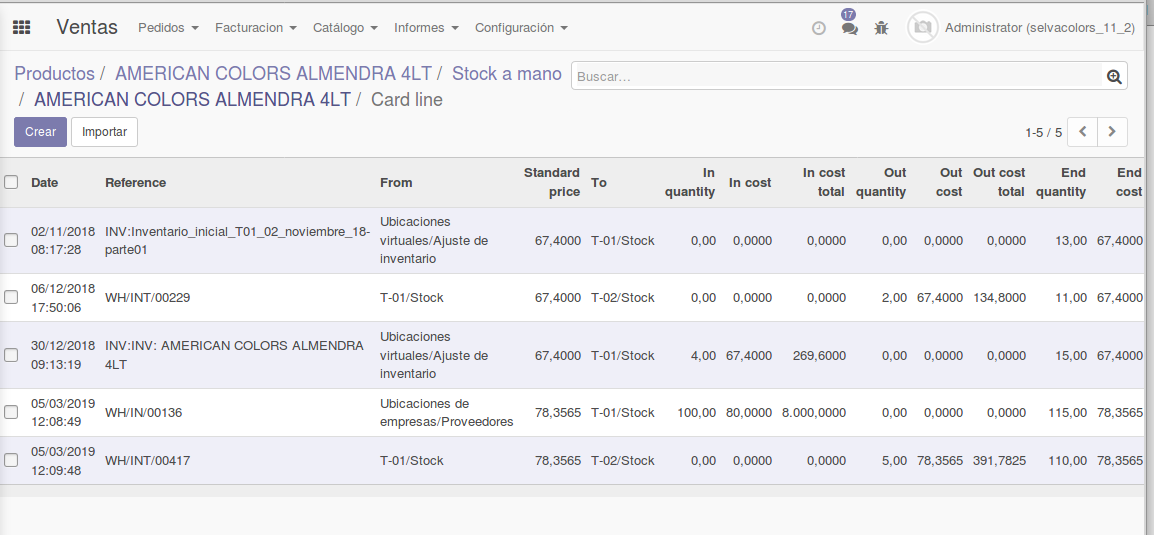 Ventas Pedidos Facturacion Catálogo Informes Configuración 17 Administrator (selvacolors_11_2)
Productos / AMERICAN COLORS ALMENDRA 4LT / Stock a mano
/ AMERICAN COLORS ALMENDRA 4LT / Card line
Buscar...
Crear Importar 1-5 / 5
Date Reference From Standard price To In quantity In cost In cost total Out quantity Out cost Out cost total End quantity End cost
02/11/2018 08:17:28 INV:Inventario_inicial_T01_02_noviembre_18-parte01 Ubicaciones virtuales/Ajuste de inventario 67,4000 T-01/Stock 0,00 0,0000 0,0000 0,00 0,0000 0,0000 13,00 67,4000
06/12/2018 17:50:06 WH/INT/00229 T-01/Stock 67,4000 T-02/Stock 0,00 0,0000 0,0000 2,00 67,4000 134,8000 11,00 67,4000
30/12/2018 09:13:19 INV:INV: AMERICAN COLORS ALMENDRA 4LT Ubicaciones virtuales/Ajuste de inventario 67,4000 T-01/Stock 4,00 67,4000 269,6000 0,00 0,0000 0,0000 15,00 67,4000
05/03/2019 12:08:49 WH/IN/00136 Ubicaciones de empresas/Proveedores 78,3565 T-01/Stock 100,00 80,0000 8.000,0000 0,00 0,0000 0,0000 115,00 78,3565
05/03/2019 12:09:48 WH/INT/00417 T-01/Stock 78,3565 T-02/Stock 0,00 0,0000 0,0000 5,00 78,3565 391,7825 110,00 78,3565